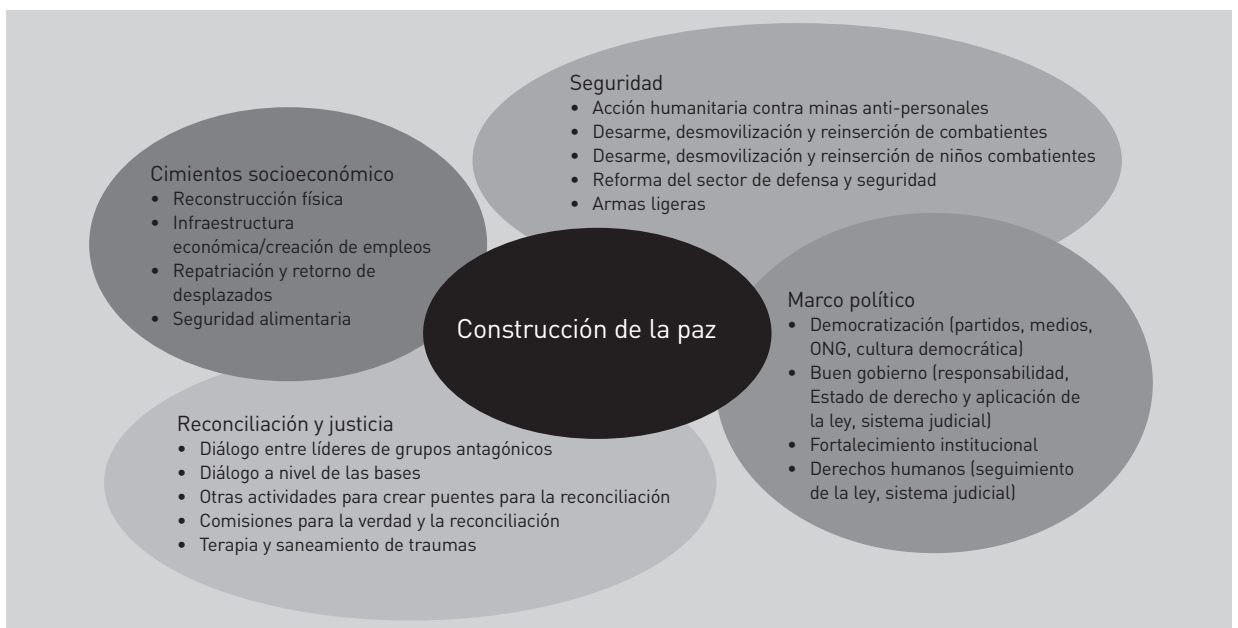 Seguridad
• Acción humanitaria contra minas anti-personales
• Desarme, desmovilización y reinserción de combatientes
• Desarme, desmovilización y reinserción de niños combatientes
• Reforma del sector de defensa y seguridad
• Armas ligeras
Cimientos socioeconómico
• Reconstrucción física
• Infraestructura
económica/creación de empleos
• Repatriación y retorno de
desplazados
• Seguridad alimentaria
Construcción de la paz
Marco político
• Democratización (partidos, medios,
ONG, cultura democrática)
• Buen gobierno (responsabilidad,
Estado de derecho y aplicación de
la ley, sistema judicial)
• Fortalecimiento institucional
• Derechos humanos (seguimiento
de la ley, sistema judicial)
Reconciliación y justicia
• Diálogo entre líderes de grupos antagónicos
• Diálogo a nivel de las bases
• Otras actividades para crear puentes para la reconciliación
• Comisiones para la verdad y la reconciliación
• Terapia y saneamiento de traumas